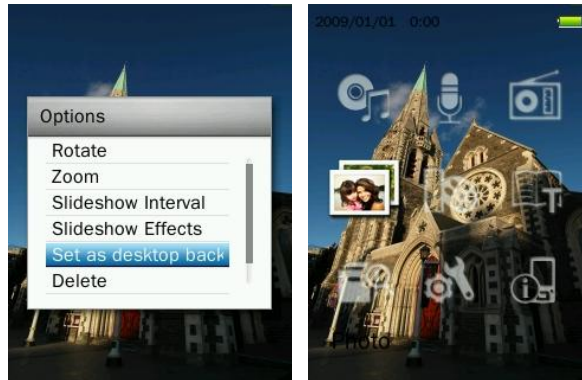 Options
Rotate
Zoom
Slideshow Interval
Slideshow Effects
Set as desktop back
Delete
2009/01/01 0:00
T
i
Photo